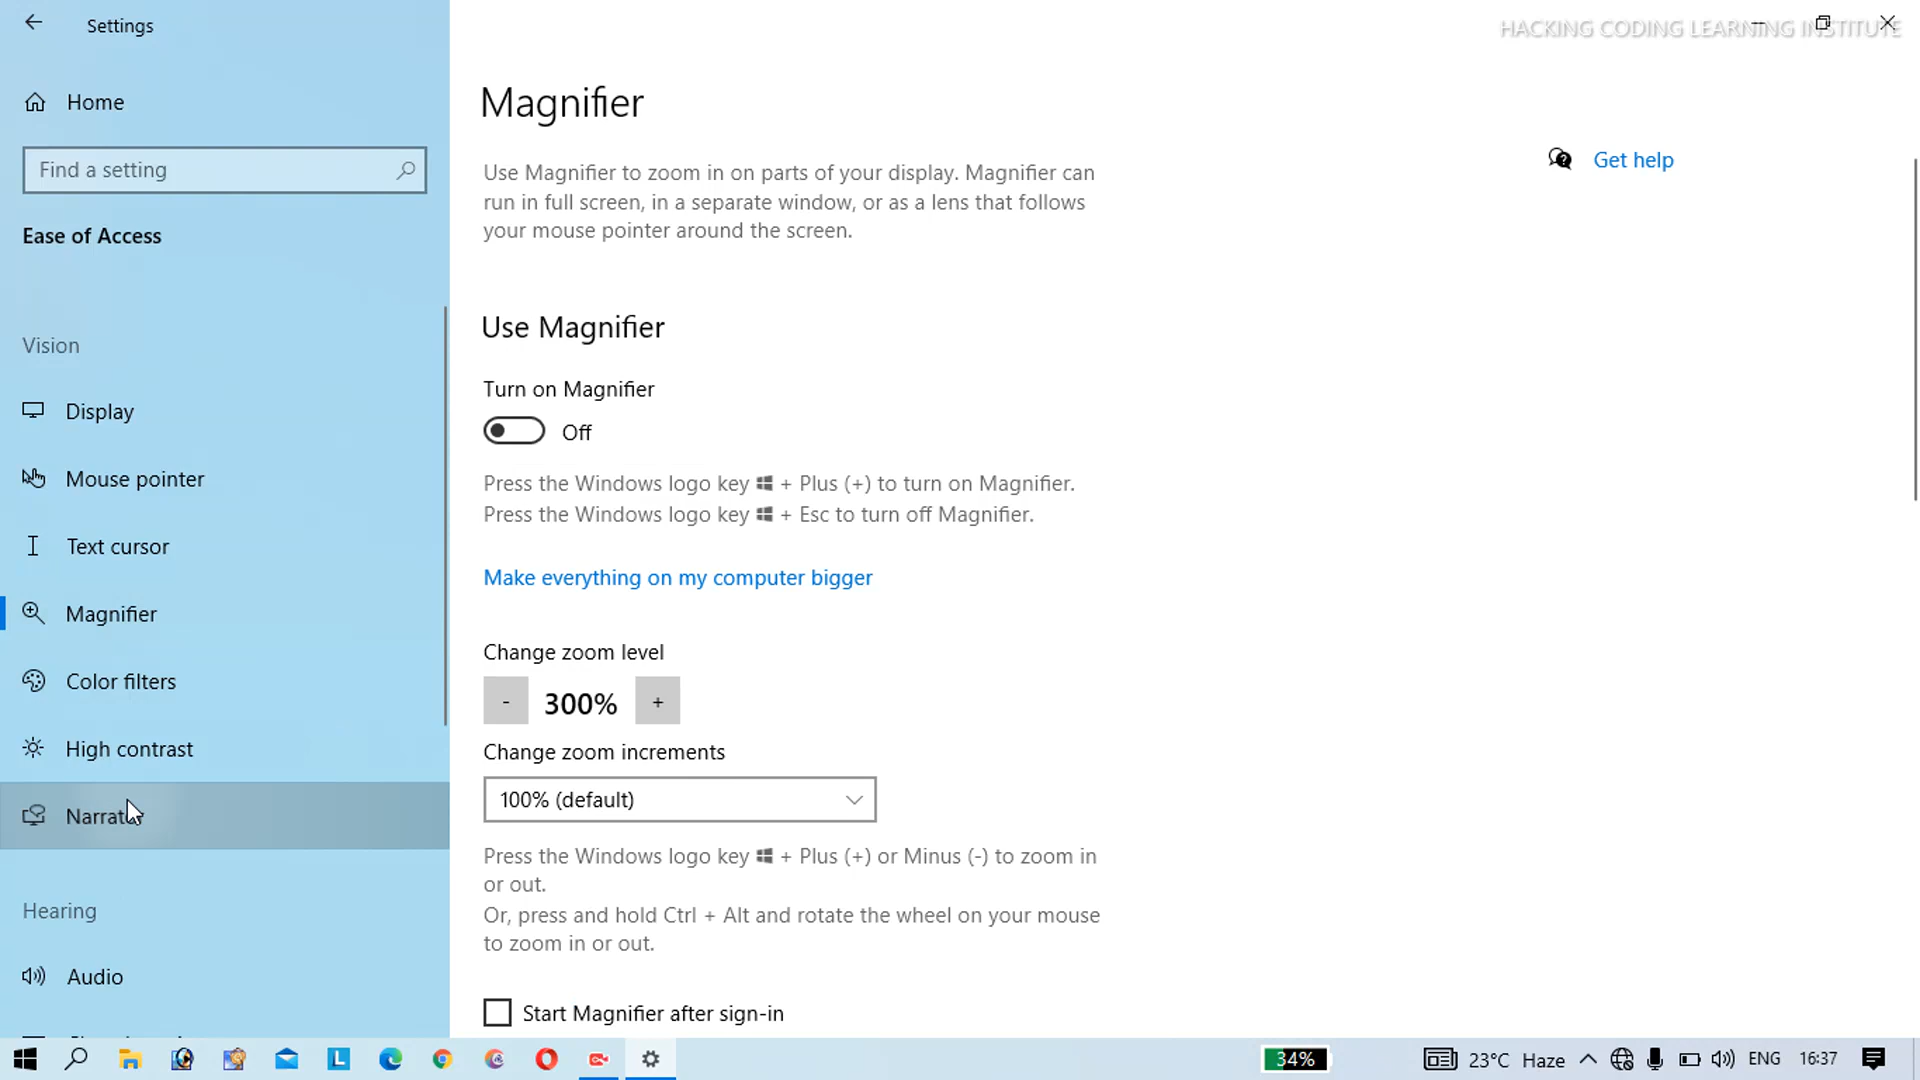 Settings
HACKING CODING LEARNING INSTITUTE
Home
Find a setting
Ease of Access
Vision
Display
Mouse pointer
Text cursor
Magnifier
Color filters
High contrast
Hearing
Audio
Magnifier
Use Magnifier to zoom in on parts of your display. Magnifier can
run in full screen, in a separate window, or as a lens that follows
your mouse pointer around the screen.
Use Magnifier
Turn on Magnifier
Off
Press the Windows logo key + Plus (+) to turn on Magnifier.
Press the Windows logo key + Esc to turn off Magnifier.
Make everything on my computer bigger
Change zoom level
- 300% +
Change zoom increments
100% (default)
Press the Windows logo key + Plus (+) or Minus (-) to zoom in
or out.
Or, press and hold Ctrl + Alt and rotate the wheel on your mouse
to zoom in or out.
Start Magnifier after sign-in
Get help
34%
23°C Haze
ENG
16:37